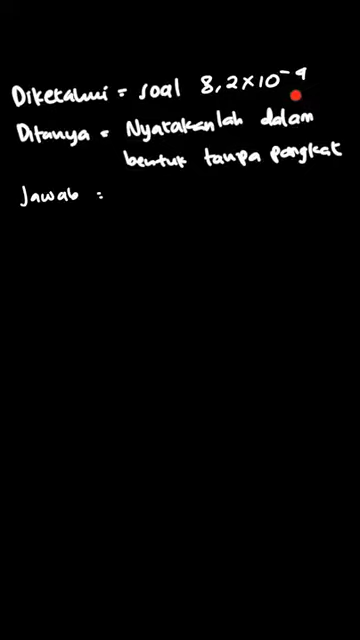 Diketahui = soal 8,2×10⁻⁹
Ditanya = Nyatakanlah dalam
bentuk tanpa pangkat
Jawab :